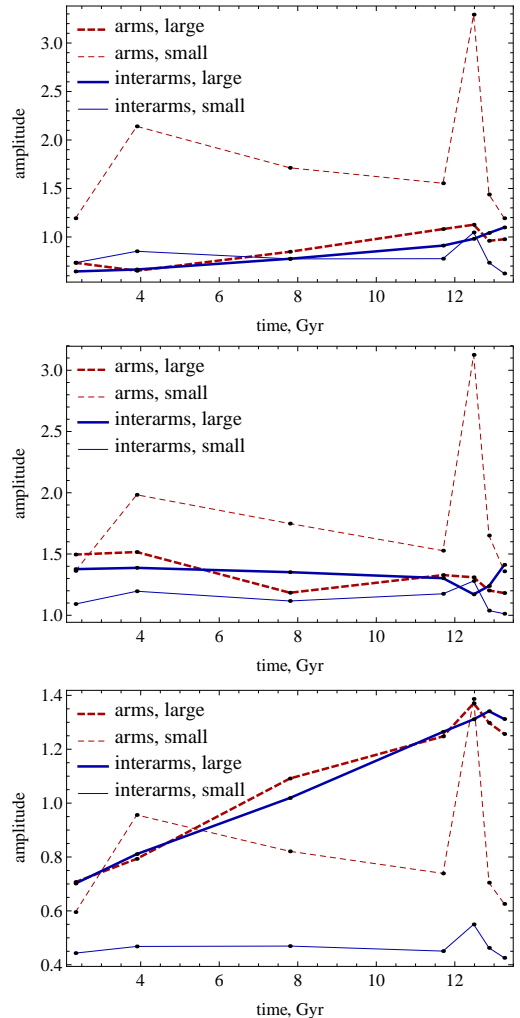 arms, large
arms, small
interarms, large
interarms, small
3.0
2.5
2.0
1.5
1.0
amplitude
4 6 8 10 12
time, Gyr
arms, large
arms, small
interarms, large
interarms, small
3.0
2.5
2.0
1.5
1.0
amplitude
4 6 8 10 12
time, Gyr
arms, large
arms, small
interarms, large
interarms, small
1.4
1.2
1.0
0.8
0.6
0.4
amplitude
4 6 8 10 12
time, Gyr